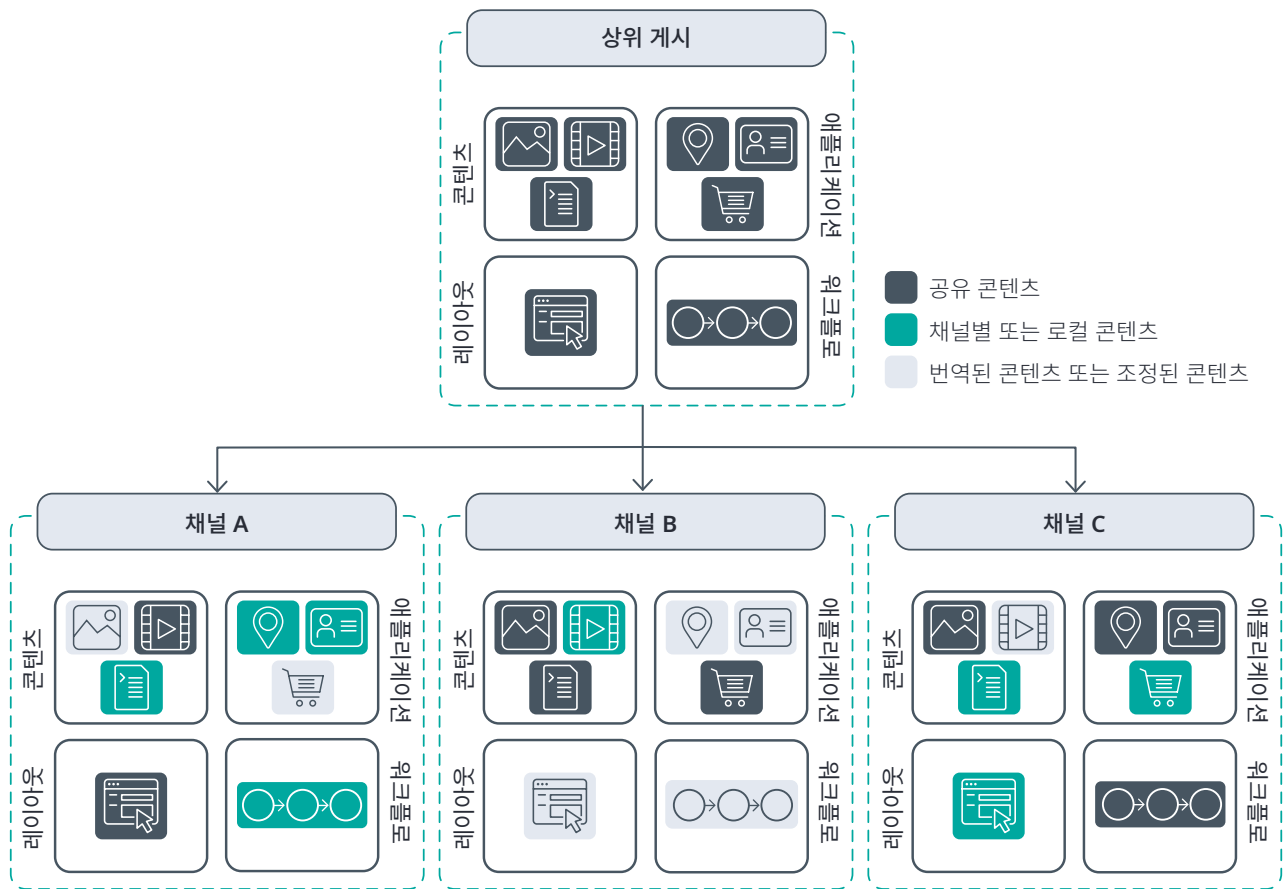 상위 게시
콘텐츠
애플리케이션
레이아웃
워크플로
공유 콘텐츠
채널별 또는 로컬 콘텐츠
번역된 콘텐츠 또는 조정된 콘텐츠
채널 A
콘텐츠
애플리케이션
레이아웃
워크플로
채널 B
콘텐츠
애플리케이션
레이아웃
워크플로
채널 C
콘텐츠
애플리케이션
레이아웃
워크플로